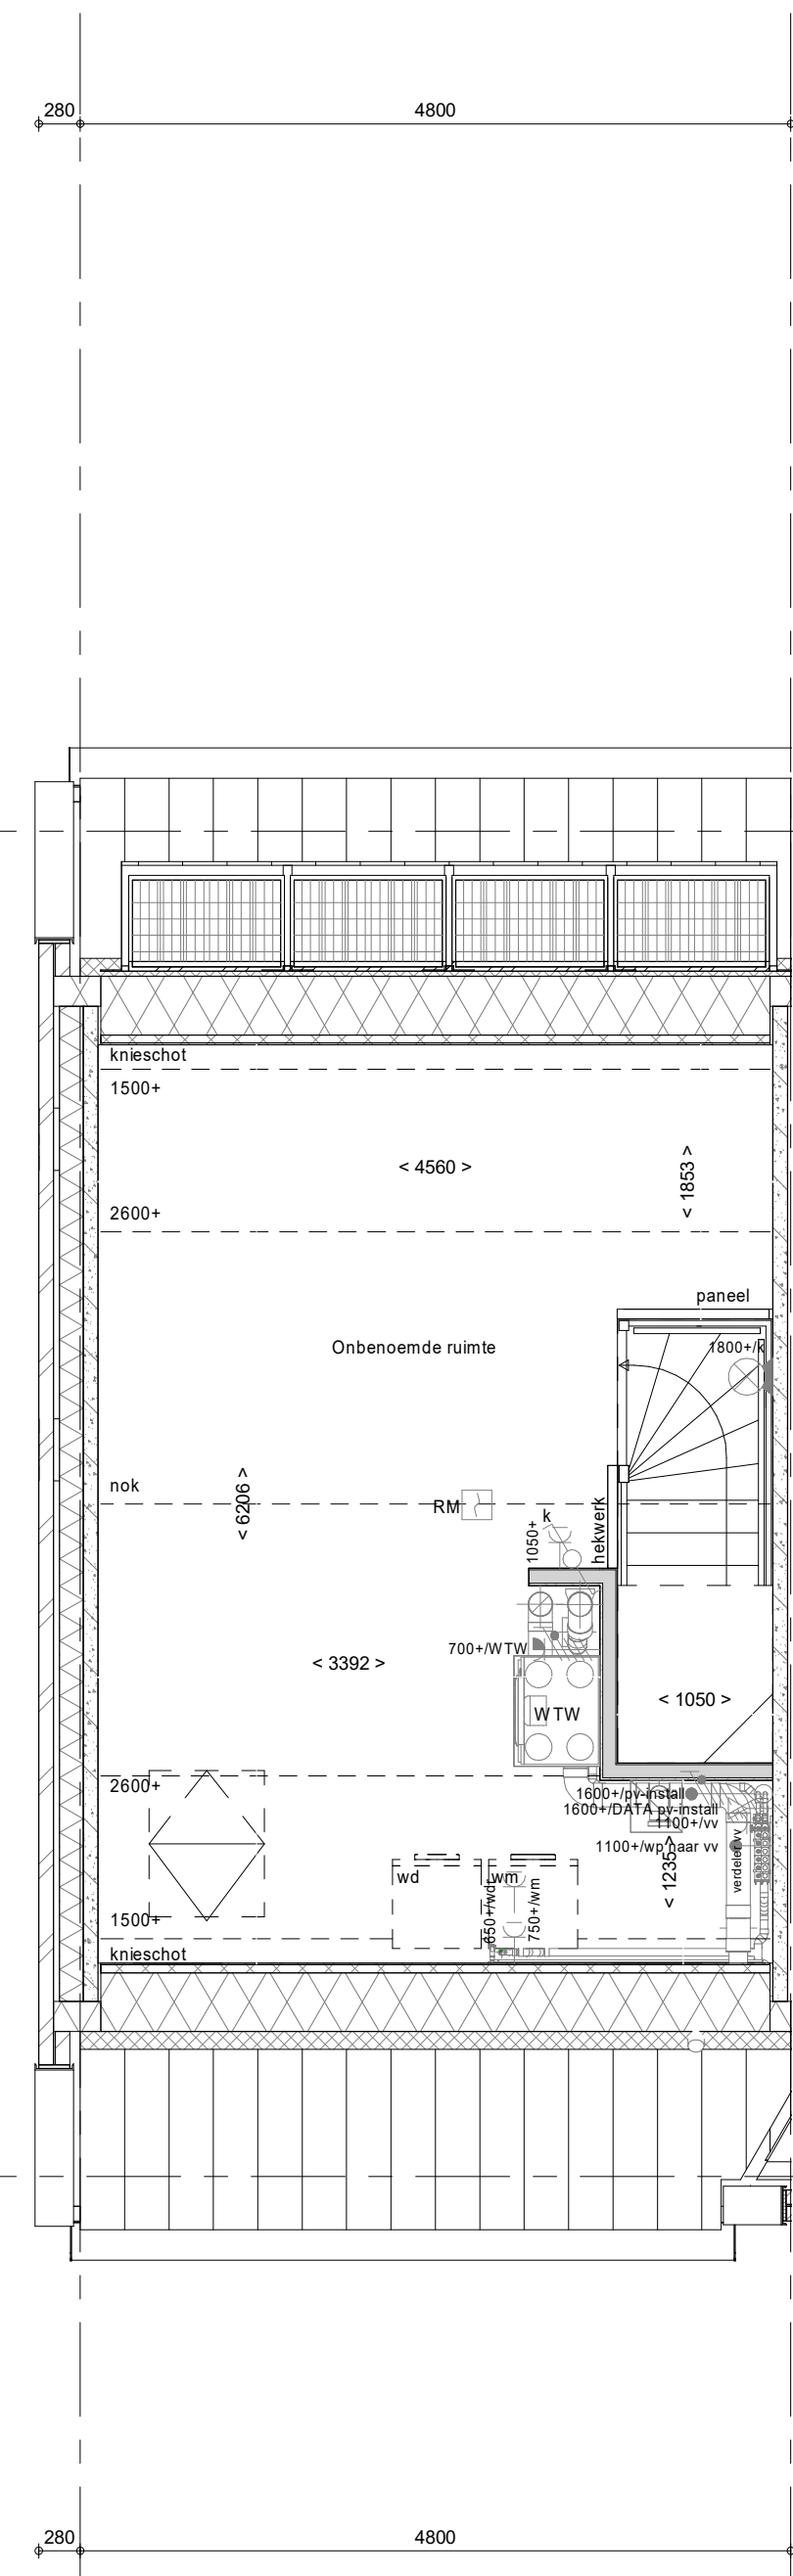 280 4800
knieschot
1500+
< 4560 >
< 1853 >
2600+
paneel
Onbenoemde ruimte
1800+/k
nok
< 6206 >
RM
k
1050+
hekwerk
700+/WTW
< 3392 >
WTW
< 1050 >
2600+
1600+/pv-install
1600+/DATA pv-install
1100+/vv
1100+/wp naar vv
verdeler vv
< 1235 >
wd
wm
650+/wdr
750+/wm
1500+
knieschot
280 4800